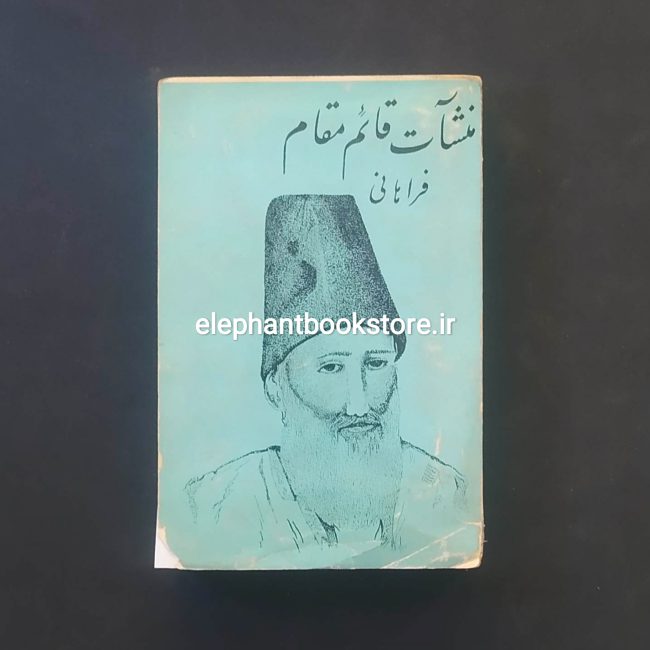 منشآت قائم مقام
فراهانی
elephantbookstore.ir